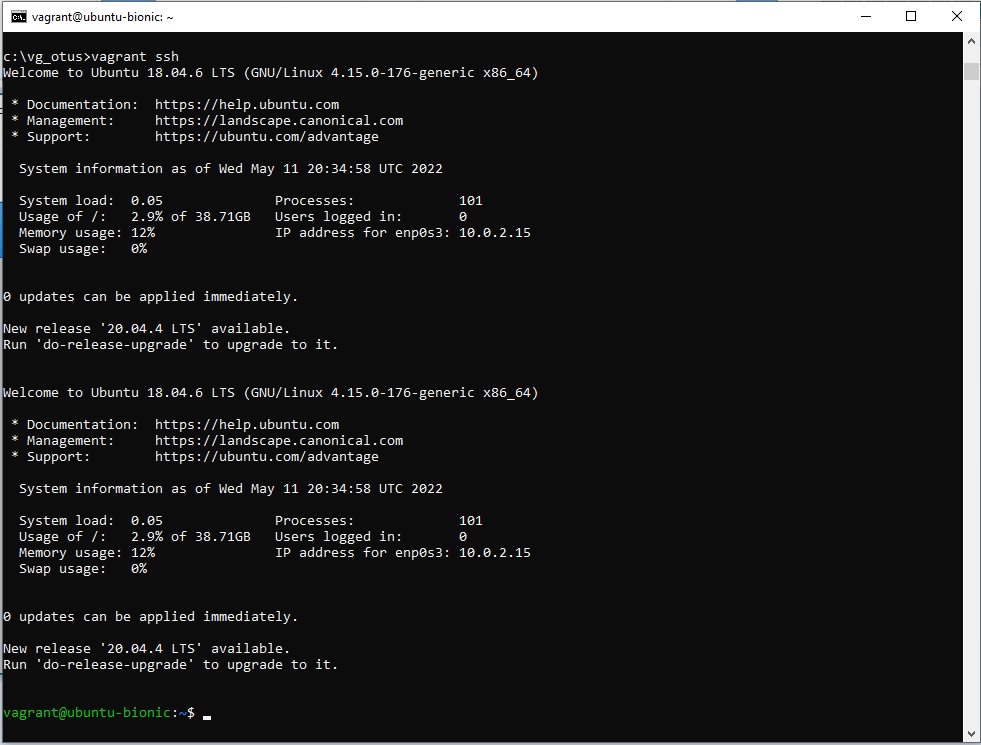 vagrant@ubuntu-bionic: ~
c:\vg_otus>vagrant ssh
Welcome to Ubuntu 18.04.6 LTS (GNU/Linux 4.15.0-176-generic x86_64)
* Documentation:  https://help.ubuntu.com
* Management:     https://landscape.canonical.com
* Support:        https://ubuntu.com/advantage
System information as of Wed May 11 20:34:58 UTC 2022
System load:  0.05              Processes:             101
Usage of /:   2.9% of 38.71GB   Users logged in:       0
Memory usage: 12%               IP address for enp0s3: 10.0.2.15
Swap usage:   0%
0 updates can be applied immediately.
New release '20.04.4 LTS' available.
Run 'do-release-upgrade' to upgrade to it.
Welcome to Ubuntu 18.04.6 LTS (GNU/Linux 4.15.0-176-generic x86_64)
* Documentation:  https://help.ubuntu.com
* Management:     https://landscape.canonical.com
* Support:        https://ubuntu.com/advantage
System information as of Wed May 11 20:34:58 UTC 2022
System load:  0.05              Processes:             101
Usage of /:   2.9% of 38.71GB   Users logged in:       0
Memory usage: 12%               IP address for enp0s3: 10.0.2.15
Swap usage:   0%
0 updates can be applied immediately.
New release '20.04.4 LTS' available.
Run 'do-release-upgrade' to upgrade to it.
vagrant@ubuntu-bionic:~$